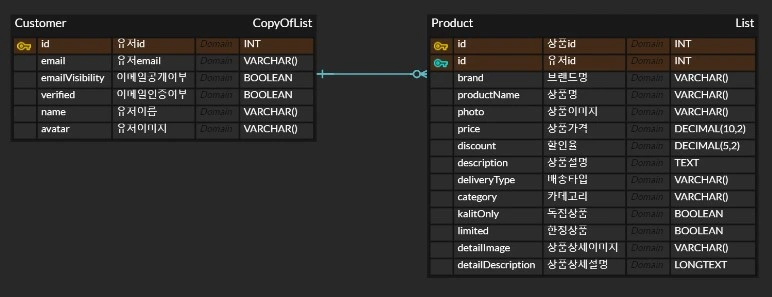 Customer CopyOfList
id 유저id Domain INT
email 유저email Domain VARCHAR()
emailVisibility 이메일공개이부 Domain BOOLEAN
verified 이메일인증이부 Domain BOOLEAN
name 유저이름 Domain VARCHAR()
avatar 유저이미지 Domain VARCHAR()
Product List
id 상품id Domain INT
id 유저id Domain INT
brand 브랜드명 Domain VARCHAR()
productName 상품명 Domain VARCHAR()
photo 상품이미지 Domain VARCHAR()
price 상품가격 Domain DECIMAL(10,2)
discount 할인율 Domain DECIMAL(5,2)
description 상품설명 Domain TEXT
deliveryType 배송타입 Domain VARCHAR()
category 카데고리 Domain VARCHAR()
kalitOnly 독점상품 Domain BOOLEAN
limited 한정상품 Domain BOOLEAN
detailImage 상품상세이미지 Domain VARCHAR()
detailDescription 상품상세설명 Domain LONGTEXT